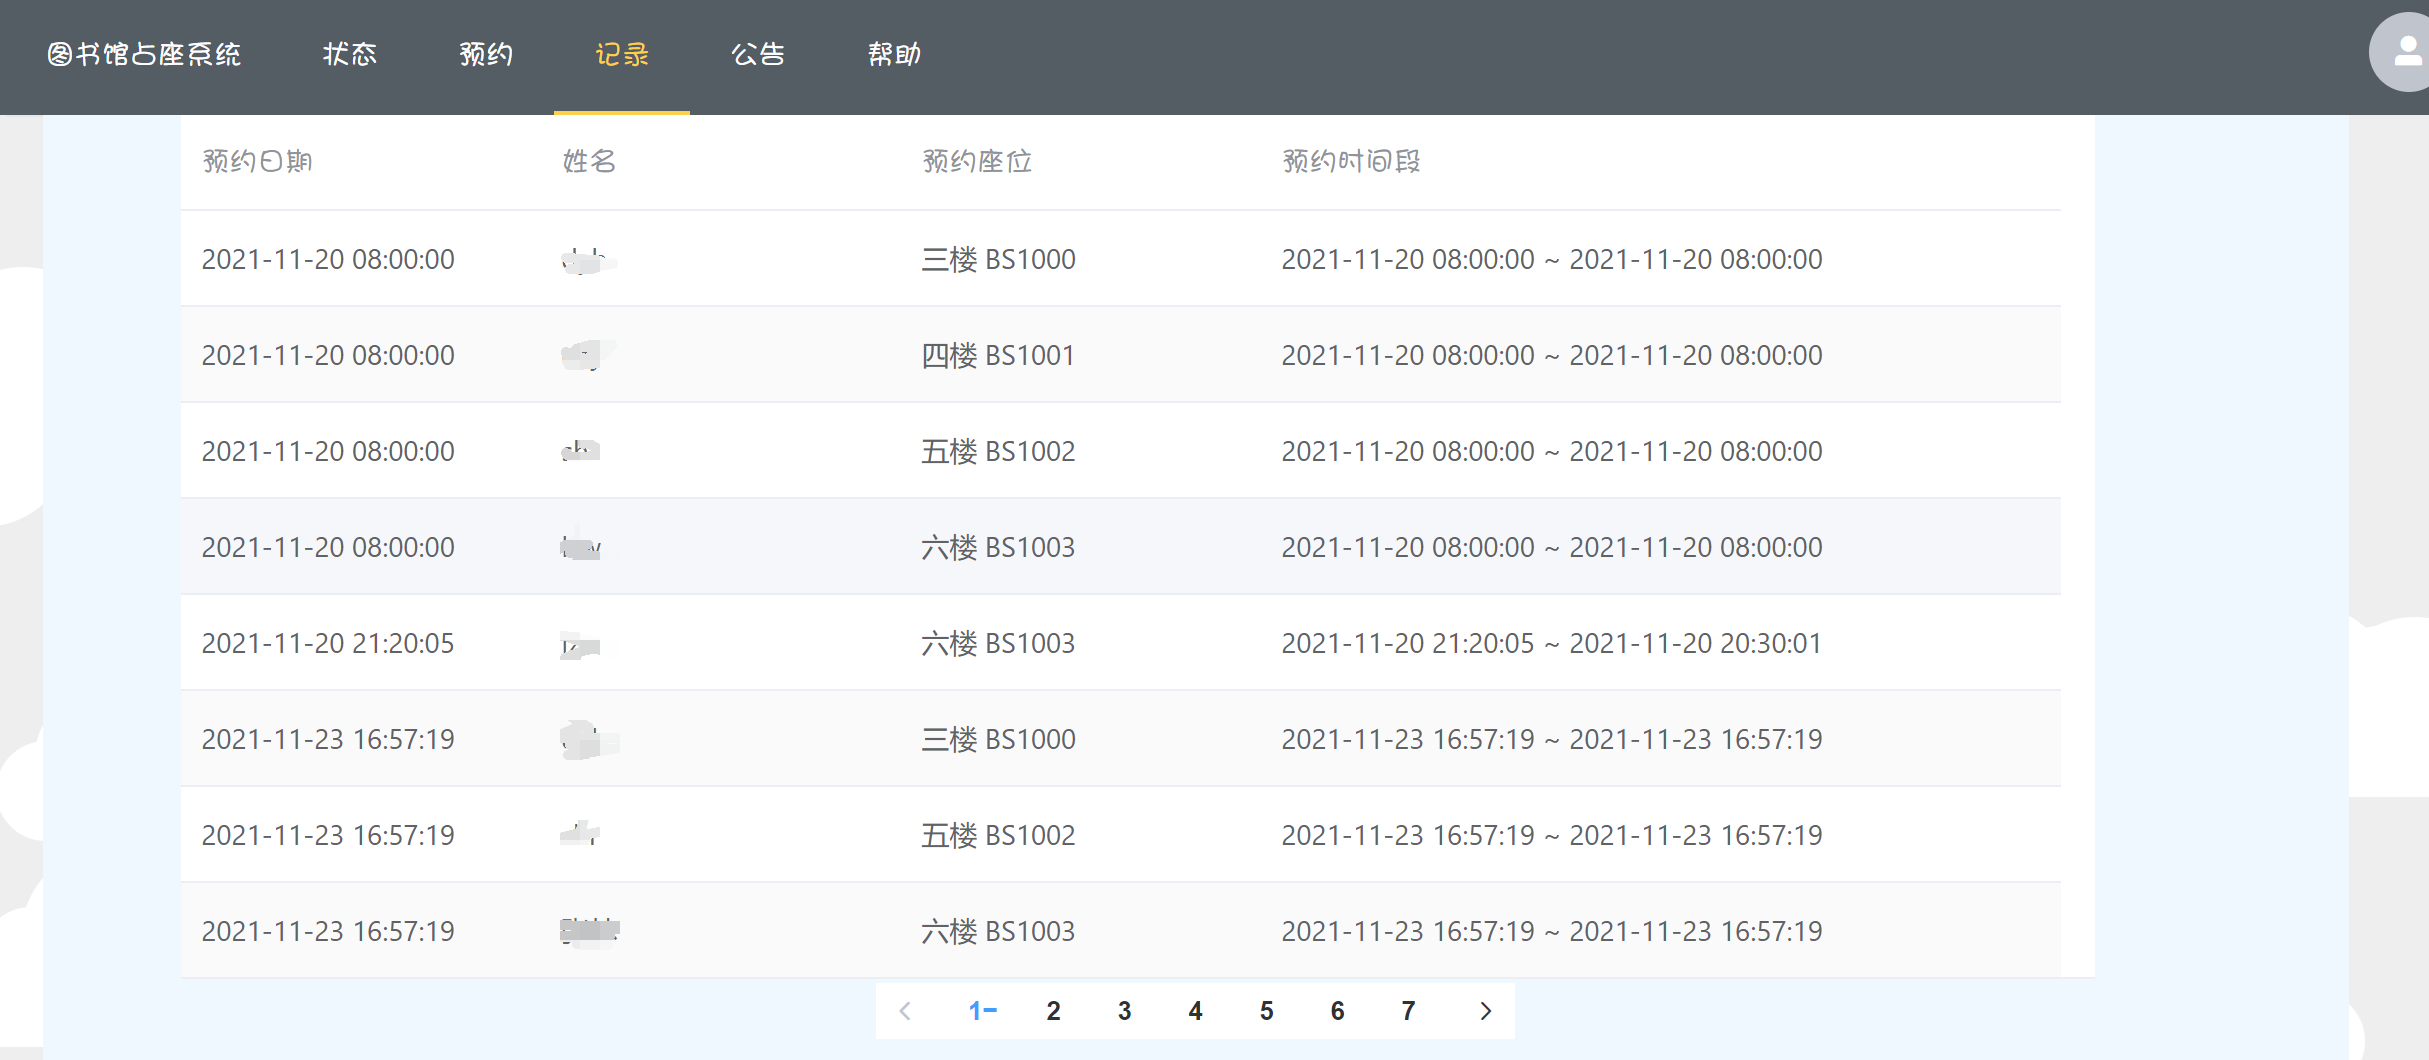 图书馆占座系统 状态 预约 记录 公告 帮助
预约日期 姓名 预约座位 预约时间段
2021-11-20 08:00:00 三楼 BS1000 2021-11-20 08:00:00 ~ 2021-11-20 08:00:00
2021-11-20 08:00:00 四楼 BS1001 2021-11-20 08:00:00 ~ 2021-11-20 08:00:00
2021-11-20 08:00:00 五楼 BS1002 2021-11-20 08:00:00 ~ 2021-11-20 08:00:00
2021-11-20 08:00:00 六楼 BS1003 2021-11-20 08:00:00 ~ 2021-11-20 08:00:00
2021-11-20 21:20:05 六楼 BS1003 2021-11-20 21:20:05 ~ 2021-11-20 20:30:01
2021-11-23 16:57:19 三楼 BS1000 2021-11-23 16:57:19 ~ 2021-11-23 16:57:19
2021-11-23 16:57:19 五楼 BS1002 2021-11-23 16:57:19 ~ 2021-11-23 16:57:19
2021-11-23 16:57:19 六楼 BS1003 2021-11-23 16:57:19 ~ 2021-11-23 16:57:19
1 2 3 4 5 6 7